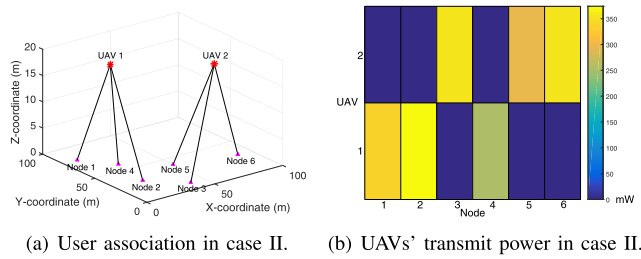 20
15
10
5
0
100
50
0
0
50
100
Z-coordinate (m)
Y-coordinate (m)
X-coordinate (m)
UAV 1
UAV 2
Node 1
Node 4
Node 2
Node 5
Node 3
Node 6
(a) User association in case II.
2
UAV
1
1 2 3 4 5 6
Node
350
300
250
200
150
100
50
0 mW
(b) UAVs' transmit power in case II.